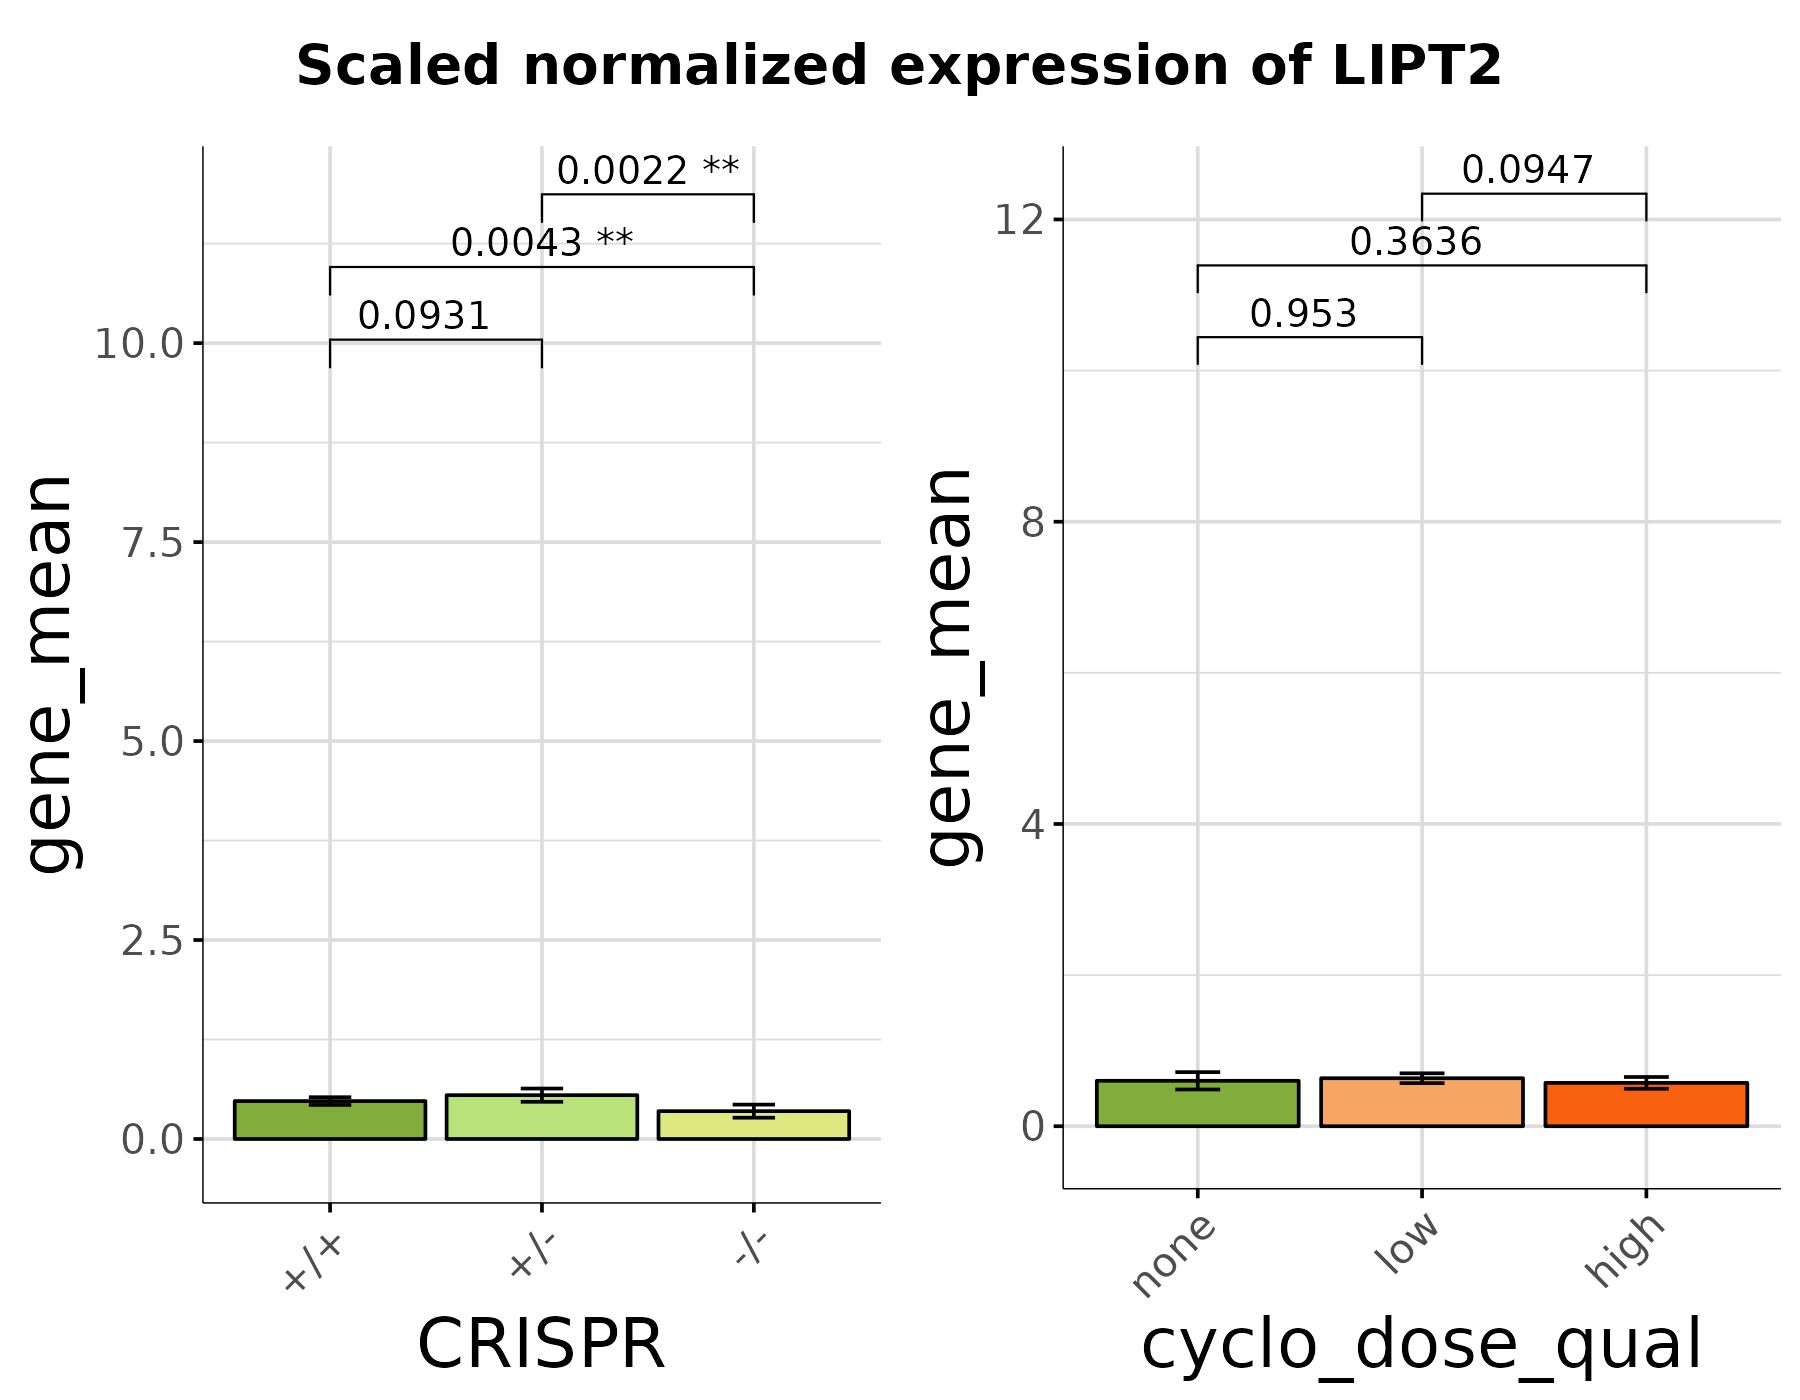 Scaled normalized expression of LIPT2
gene_mean
10.0
7.5
5.0
2.5
0.0
0.0022 **
0.0043 **
0.0931
+/+
+/-
-/-
CRISPR
gene_mean
12
8
4
0
0.0947
0.3636
0.953
none
low
high
cyclo_dose_qual